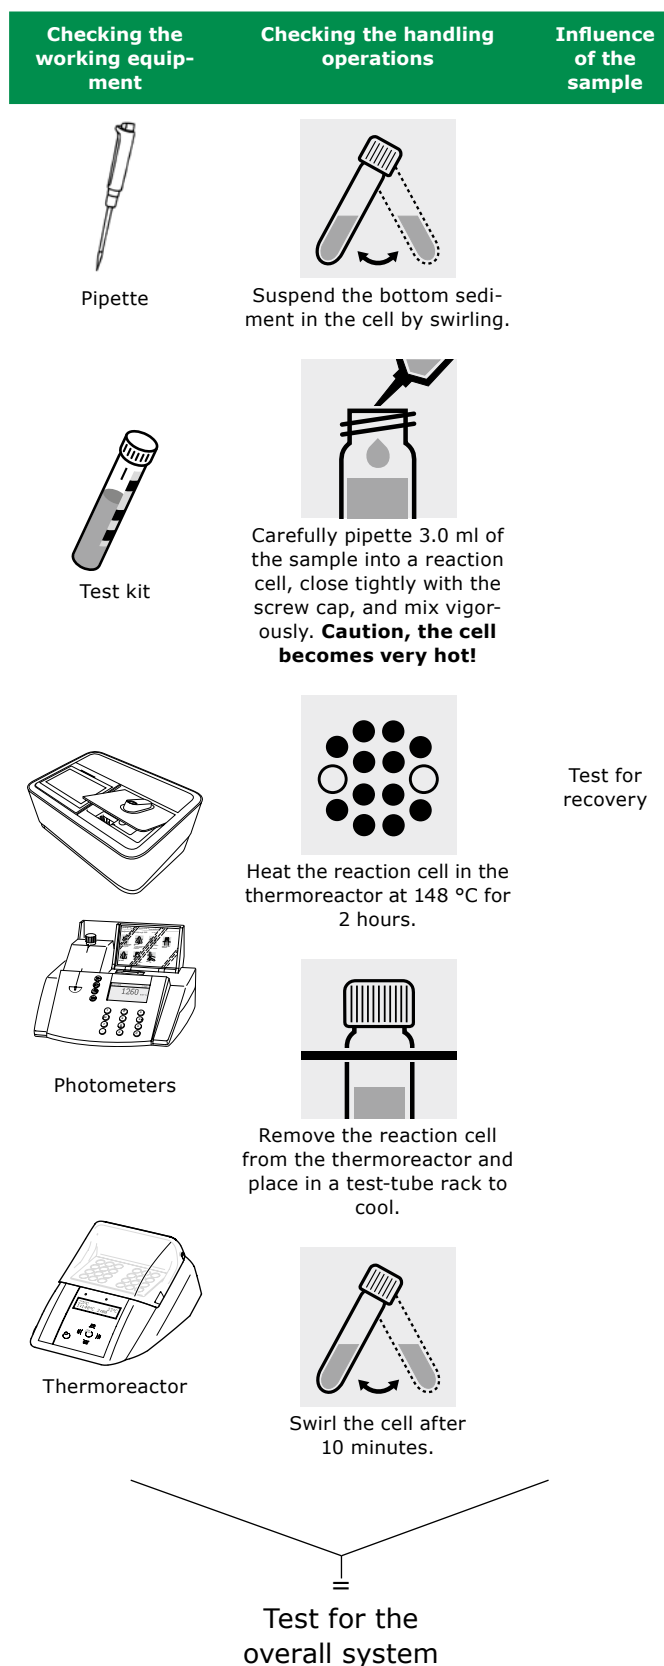 Checking the
working equip-
ment
Checking the handling
operations
Influence
of the
sample
Pipette
Suspend the bottom sedi-
ment in the cell by swirling.
Test kit
Carefully pipette 3.0 ml of
the sample into a reaction
cell, close tightly with the
screw cap, and mix vigor-
ously. Caution, the cell
becomes very hot!
Test for
recovery
Heat the reaction cell in the
thermoreactor at 148 °C for
2 hours.
1260
Photometers
Remove the reaction cell
from the thermoreactor and
place in a test-tube rack to
cool.
Thermoreactor
Swirl the cell after
10 minutes.
=
Test for the
overall system